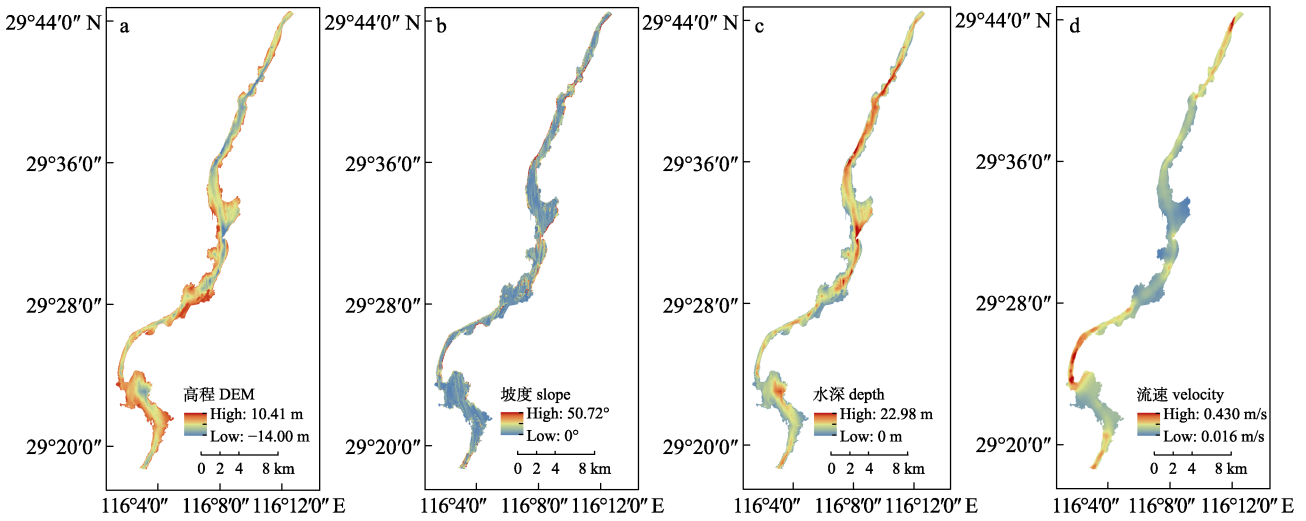 a
29°44′0″ N
29°36′0″
29°28′0″
29°20′0″
高程 DEM
High: 10.41 m
Low: −14.00 m
0 2 4 8 km
116°4′0″ 116°8′0″ 116°12′0″ E
b
29°44′0″ N
29°36′0″
29°28′0″
29°20′0″
坡度 slope
High: 50.72°
Low: 0°
0 2 4 8 km
116°4′0″ 116°8′0″ 116°12′0″ E
c
29°44′0″ N
29°36′0″
29°28′0″
29°20′0″
水深 depth
High: 22.98 m
Low: 0 m
0 2 4 8 km
116°4′0″ 116°8′0″ 116°12′0″ E
d
29°44′0″ N
29°36′0″
29°28′0″
29°20′0″
流速 velocity
High: 0.430 m/s
Low: 0.016 m/s
0 2 4 8 km
116°4′0″ 116°8′0″ 116°12′0″ E